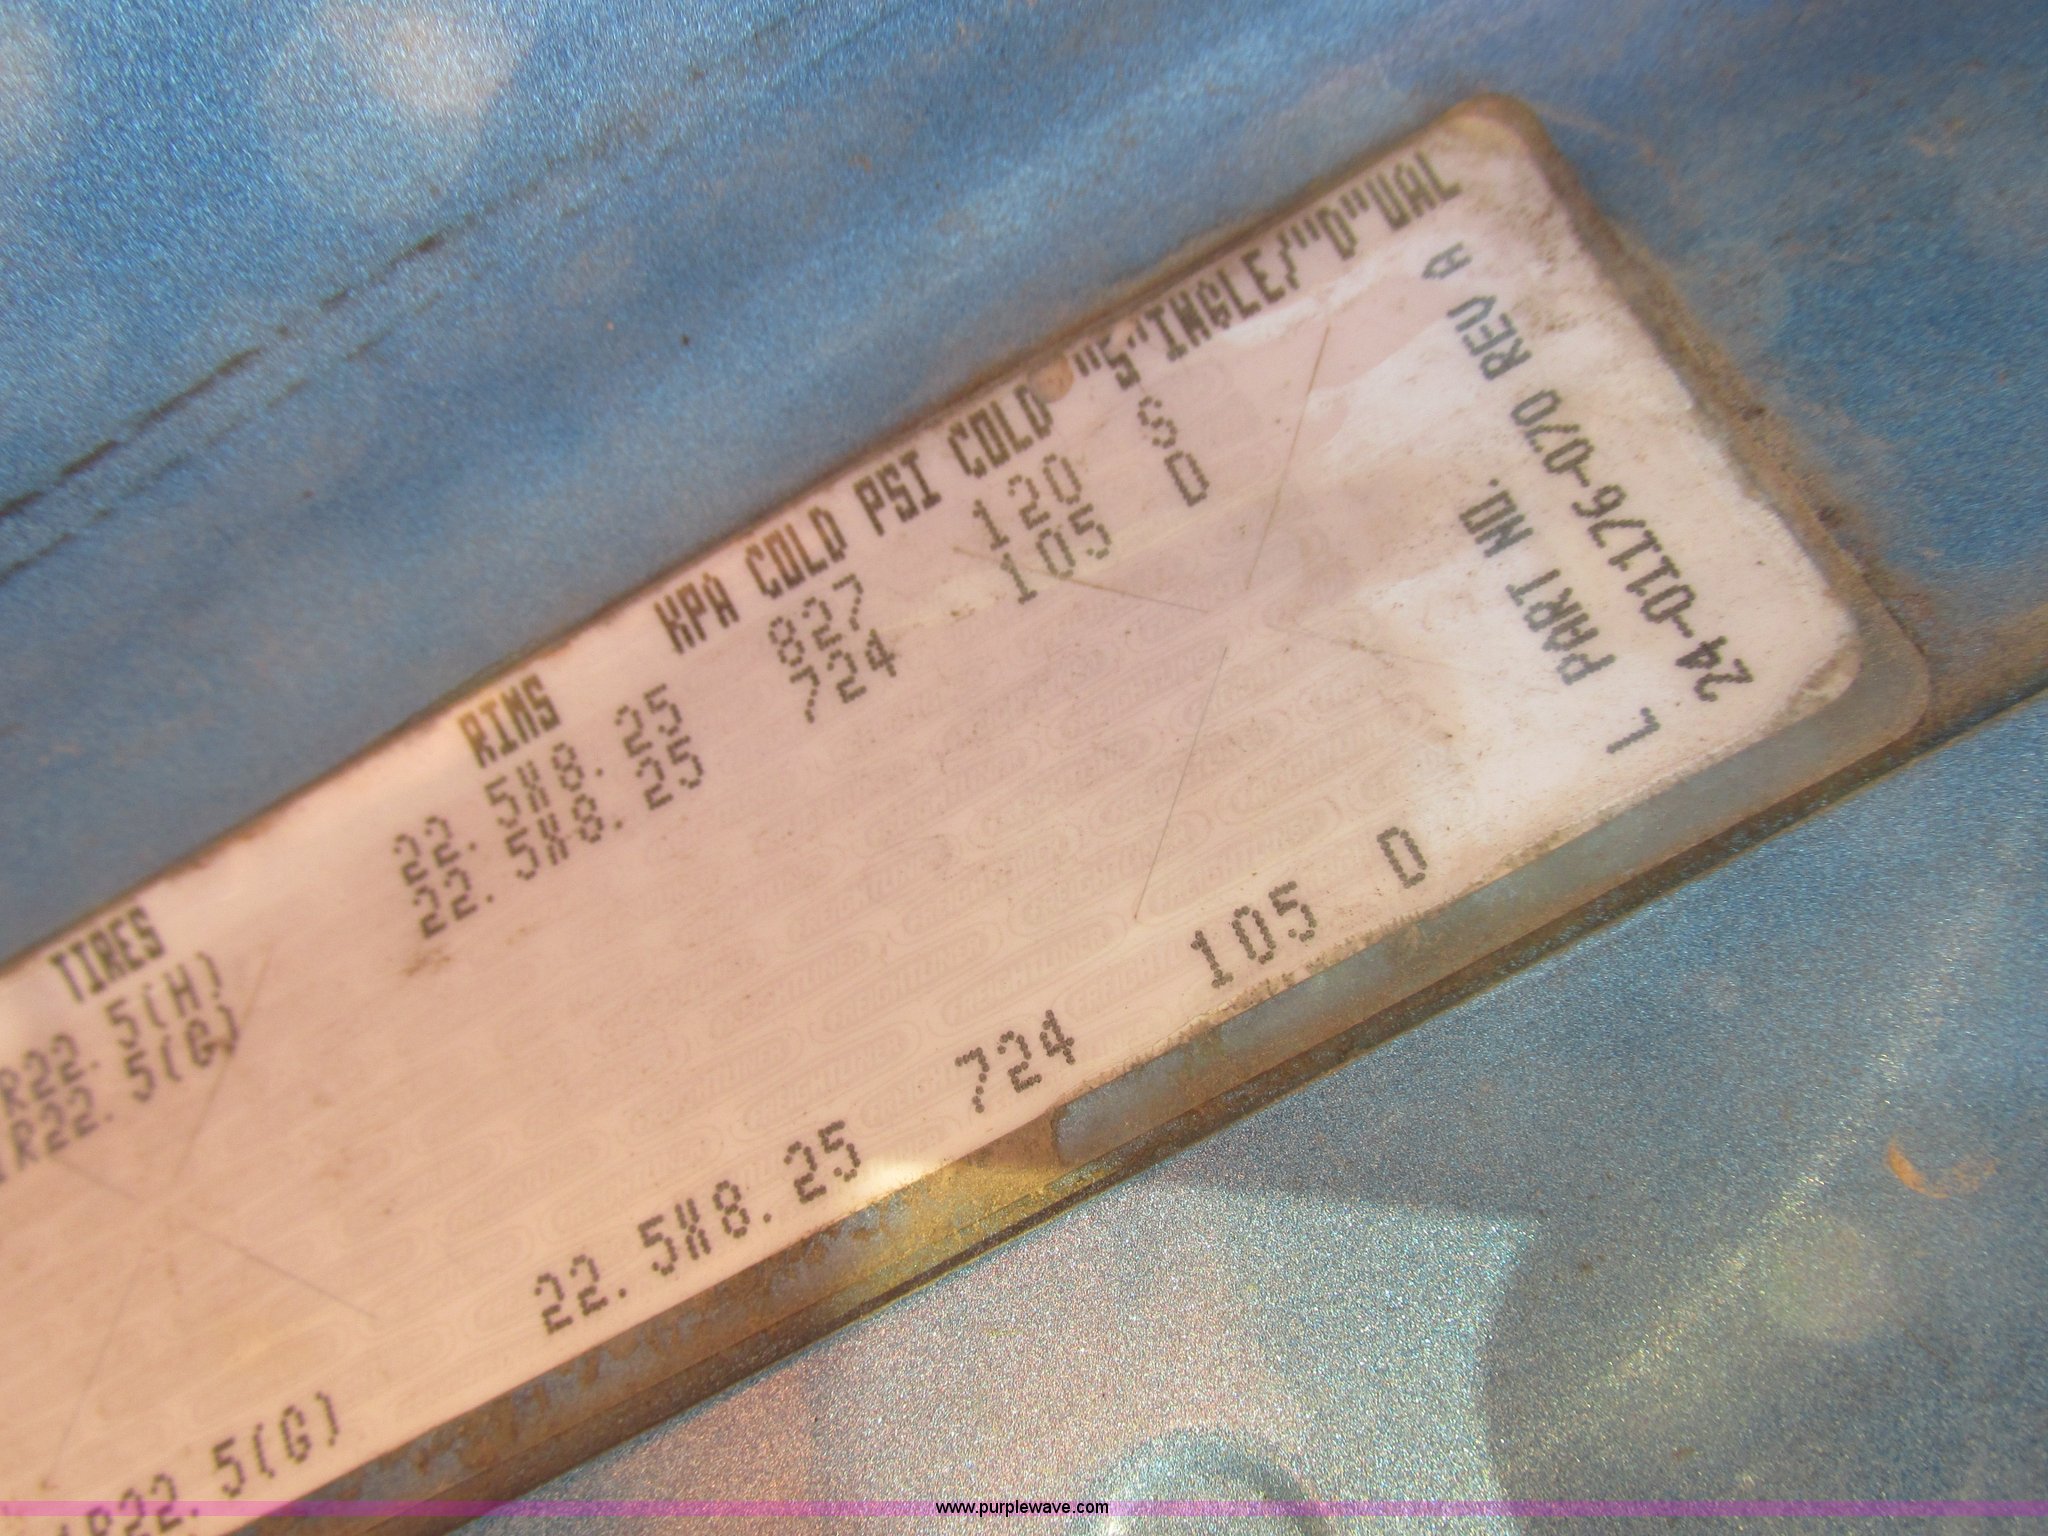 TIRES RIMS KPA COLD PSI COLD "S"INGLE/"D"UAL
R22.5(H) 22.5X8.25 827 120 S
R22.5(G) 22.5X8.25 724 105 D
R22.5(G) 22.5X8.25 724 105 D
L PART NO.
24-01176-070 REV A
FREIGHTLINER
www.purplewave.com